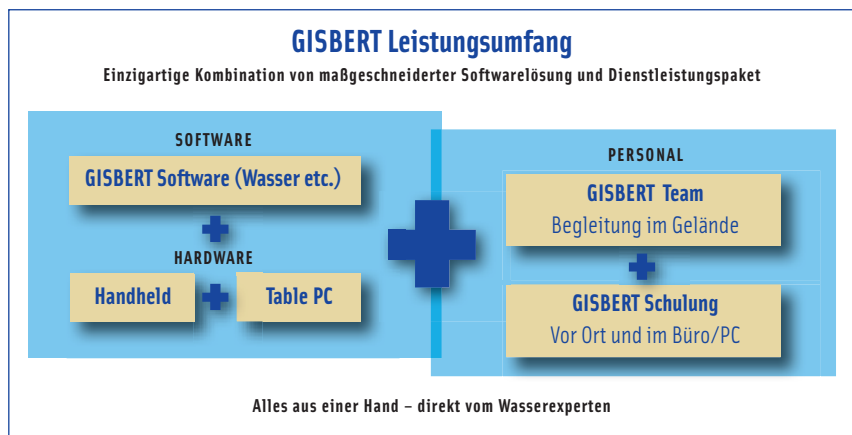 GISBERT Leistungsumfang
Einzigartige Kombination von maßgeschneiderter Softwarelösung und Dienstleistungspaket
SOFTWARE
GISBERT Software (Wasser etc.)
HARDWARE
Handheld
Table PC
PERSONAL
GISBERT Team
Begleitung im Gelände
GISBERT Schulung
Vor Ort und im Büro/PC
Alles aus einer Hand – direkt vom Wasserexperten